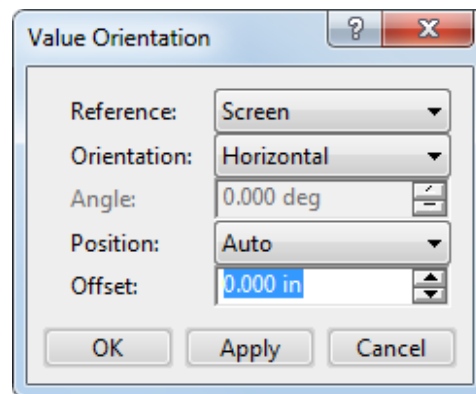 Value Orientation
Reference: Screen
Orientation: Horizontal
Angle: 0.000 deg
Position: Auto
Offset: 0.000 in
OK Apply Cancel